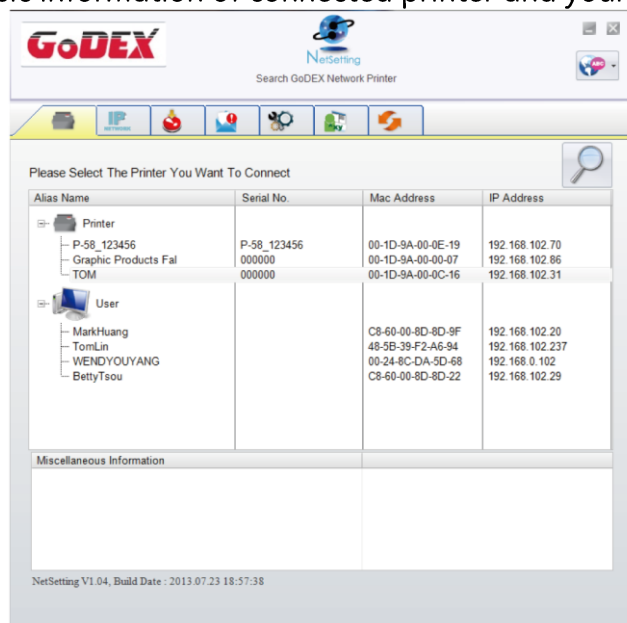 GoDEX
NetSetting
Search GoDEX Network Printer
ABC
IP
NETWORK
Please Select The Printer You Want To Connect
Alias Name Serial No. Mac Address IP Address
Printer
P-58_123456 P-58_123456 00-1D-9A-00-0E-19 192.168.102.70
Graphic Products Fal 000000 00-1D-9A-00-00-07 192.168.102.86
TOM 000000 00-1D-9A-00-0C-16 192.168.102.31
User
MarkHuang C8-60-00-8D-8D-9F 192.168.102.20
TomLin 48-5B-39-F2-A6-94 192.168.102.237
WENDYOUYANG 00-24-8C-DA-5D-68 192.168.0.102
BettyTsou C8-60-00-8D-8D-22 192.168.102.29
Miscellaneous Information
NetSetting V1.04, Build Date : 2013.07.23 18:57:38